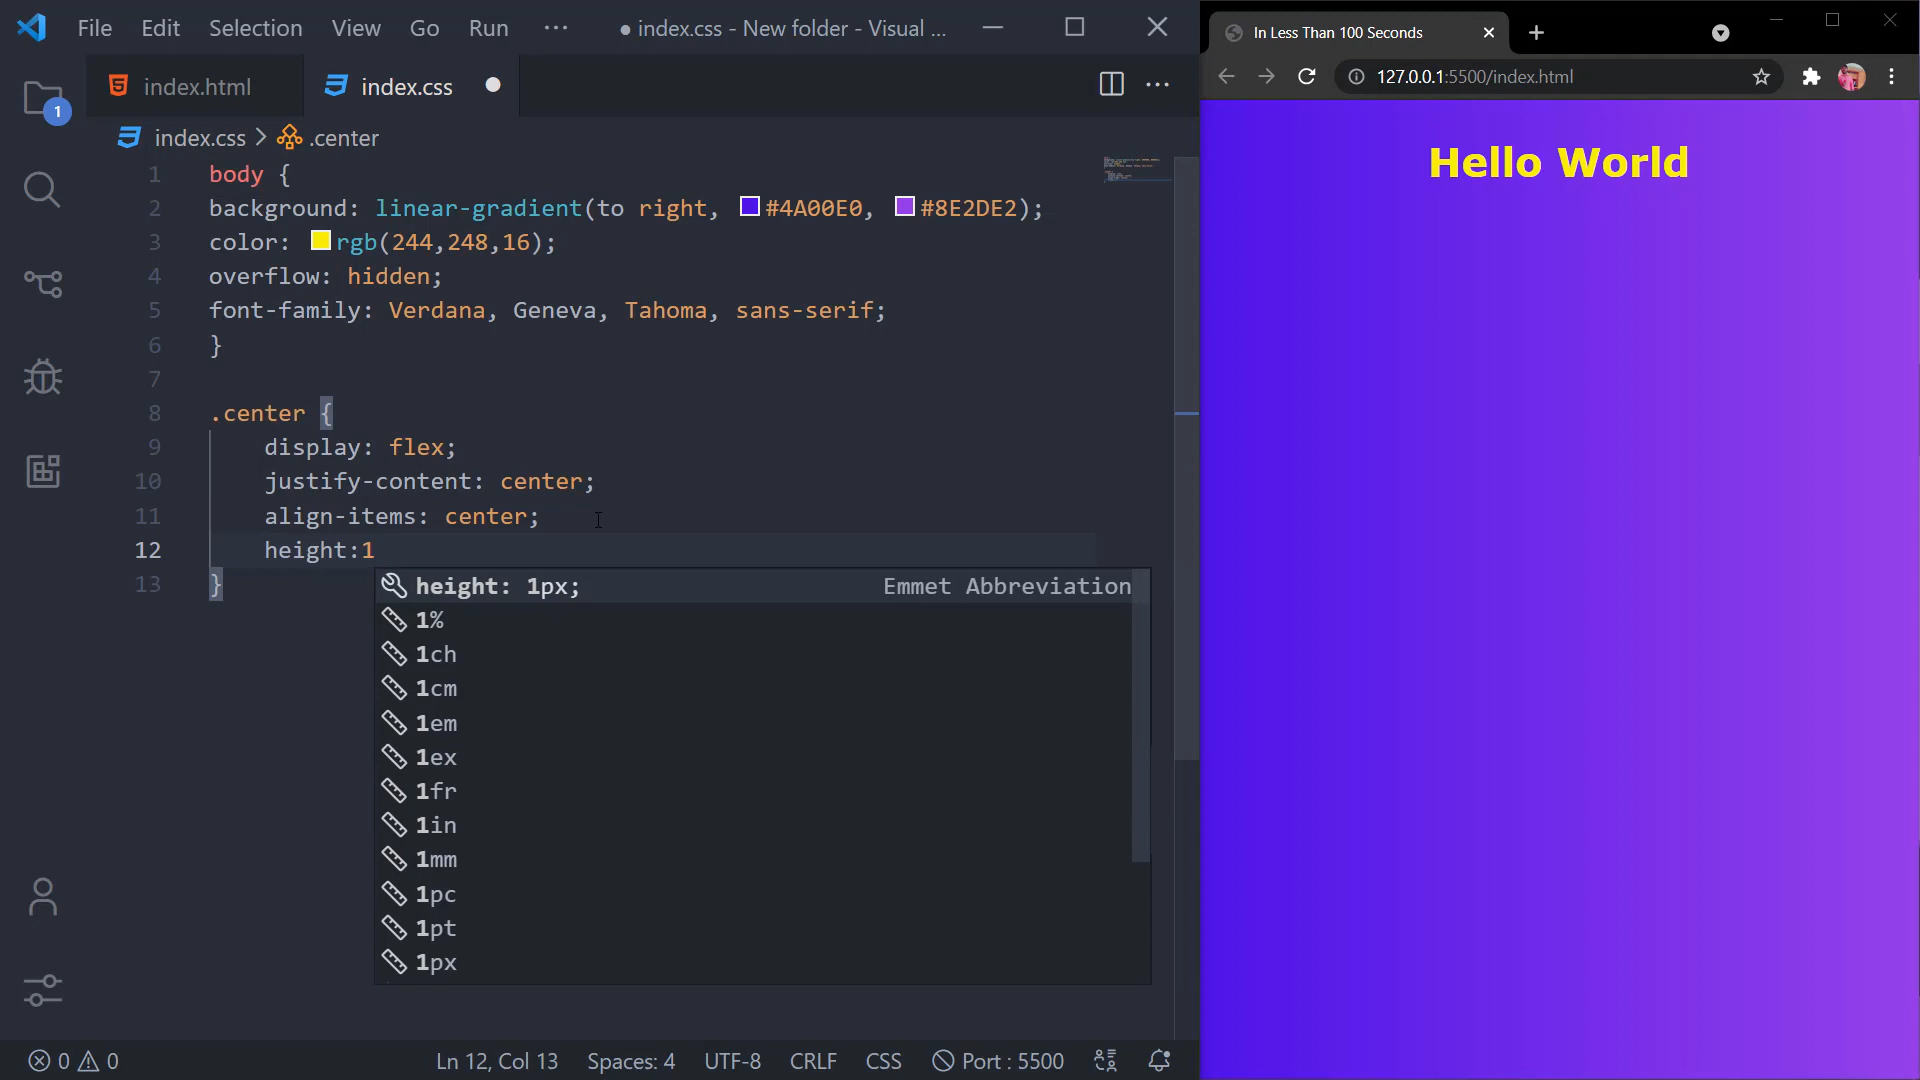 File Edit Selection View Go Run ··· ● index.css - New folder - Visual ...
index.html index.css
index.css > .center
1 body {
2 background: linear-gradient(to right, #4A00E0, #8E2DE2);
3 color: rgb(244,248,16);
4 overflow: hidden;
5 font-family: Verdana, Geneva, Tahoma, sans-serif;
6 }
7
8 .center {
9 display: flex;
10 justify-content: center;
11 align-items: center;
12 height:1
13 }
height: 1px; Emmet Abbreviation
1%
1ch
1cm
1em
1ex
1fr
1in
1mm
1pc
1pt
1px
1
0 0 Ln 12, Col 13 Spaces: 4 UTF-8 CRLF CSS Port : 5500
In Less Than 100 Seconds
127.0.0.1:5500/index.html
Hello World